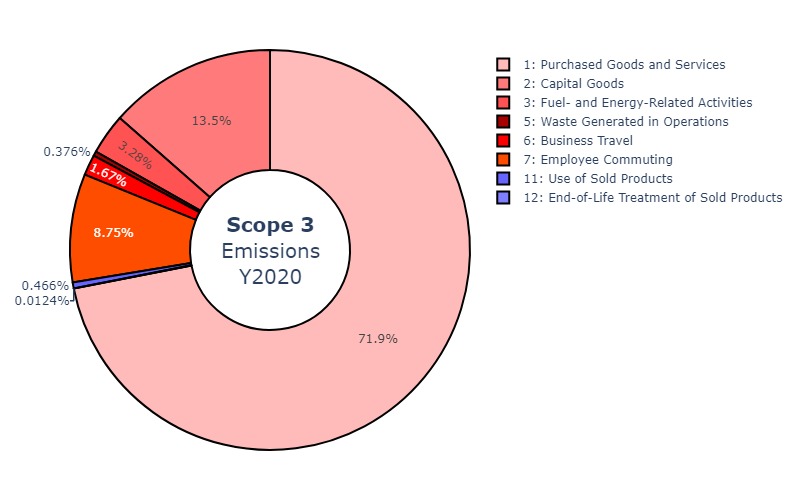 1: Purchased Goods and Services
2: Capital Goods
3: Fuel- and Energy-Related Activities
5: Waste Generated in Operations
6: Business Travel
7: Employee Commuting
11: Use of Sold Products
12: End-of-Life Treatment of Sold Products
13.5%
3.28%
0.376%
1.67%
8.75%
0.466%
0.0124%
71.9%
Scope 3
Emissions
Y2020